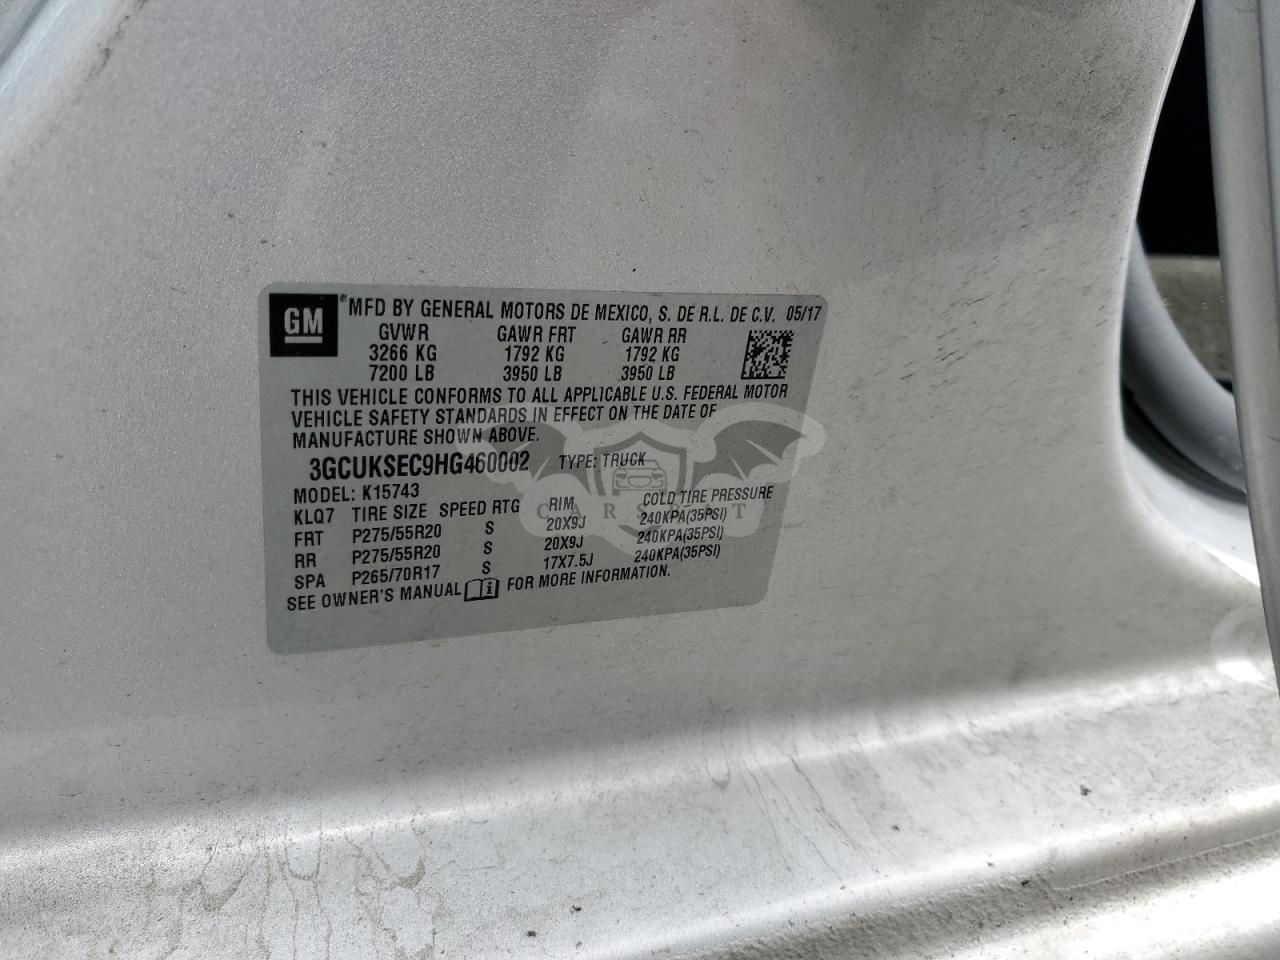 GM ® MFD BY GENERAL MOTORS DE MEXICO, S. DE R.L. DE C.V. 05/17
GVWR GAWR FRT GAWR RR
3266 KG 1792 KG 1792 KG
7200 LB 3950 LB 3950 LB
THIS VEHICLE CONFORMS TO ALL APPLICABLE U.S. FEDERAL MOTOR
VEHICLE SAFETY STANDARDS IN EFFECT ON THE DATE OF
MANUFACTURE SHOWN ABOVE.
3GCUKSEC9HG460002 TYPE: TRUCK
MODEL: K15743
KLQ7 TIRE SIZE SPEED RTG RIM COLD TIRE PRESSURE
FRT P275/55R20 S 20X9J 240KPA(35PSI)
RR P275/55R20 S 20X9J 240KPA(35PSI)
SPA P265/70R17 S 17X7.5J 240KPA(35PSI)
SEE OWNER'S MANUAL FOR MORE INFORMATION.